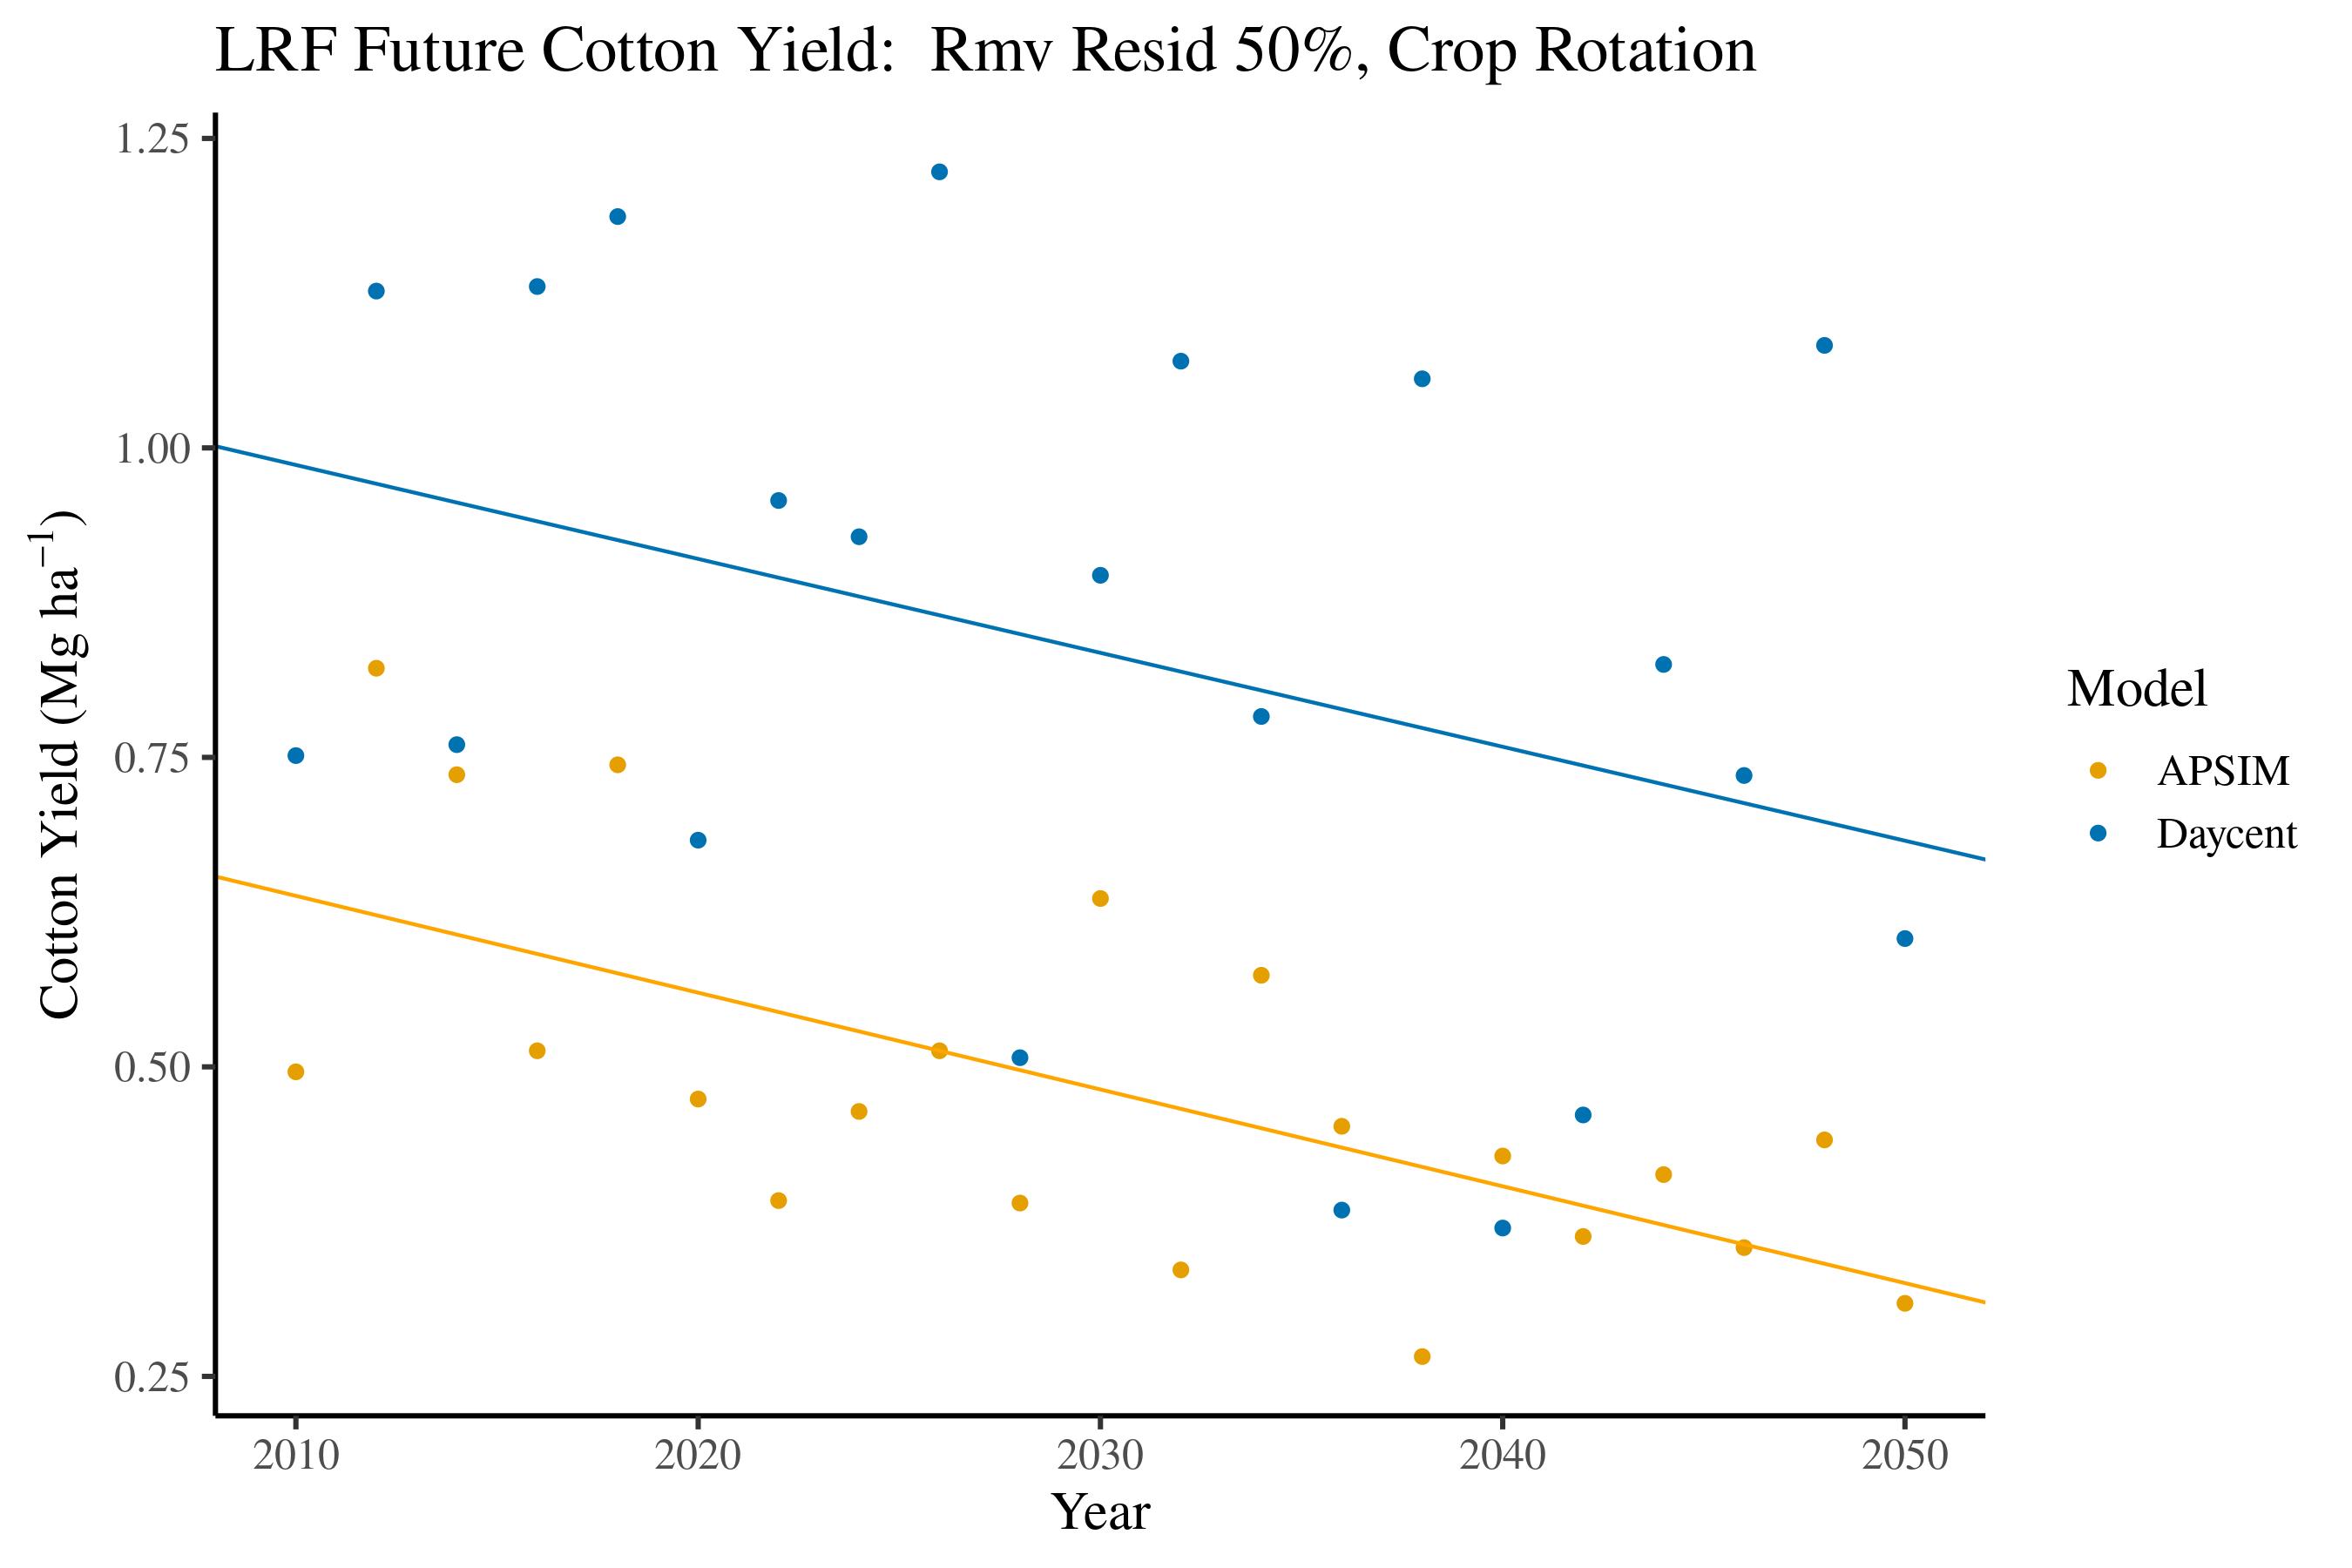 LRF Future Cotton Yield:  Rmv Resid 50%, Crop Rotation
Cotton Yield (Mg ha⁻¹)
1.25
1.00
0.75
0.50
0.25
2010 2020 2030 2040 2050
Year
Model
APSIM
Daycent